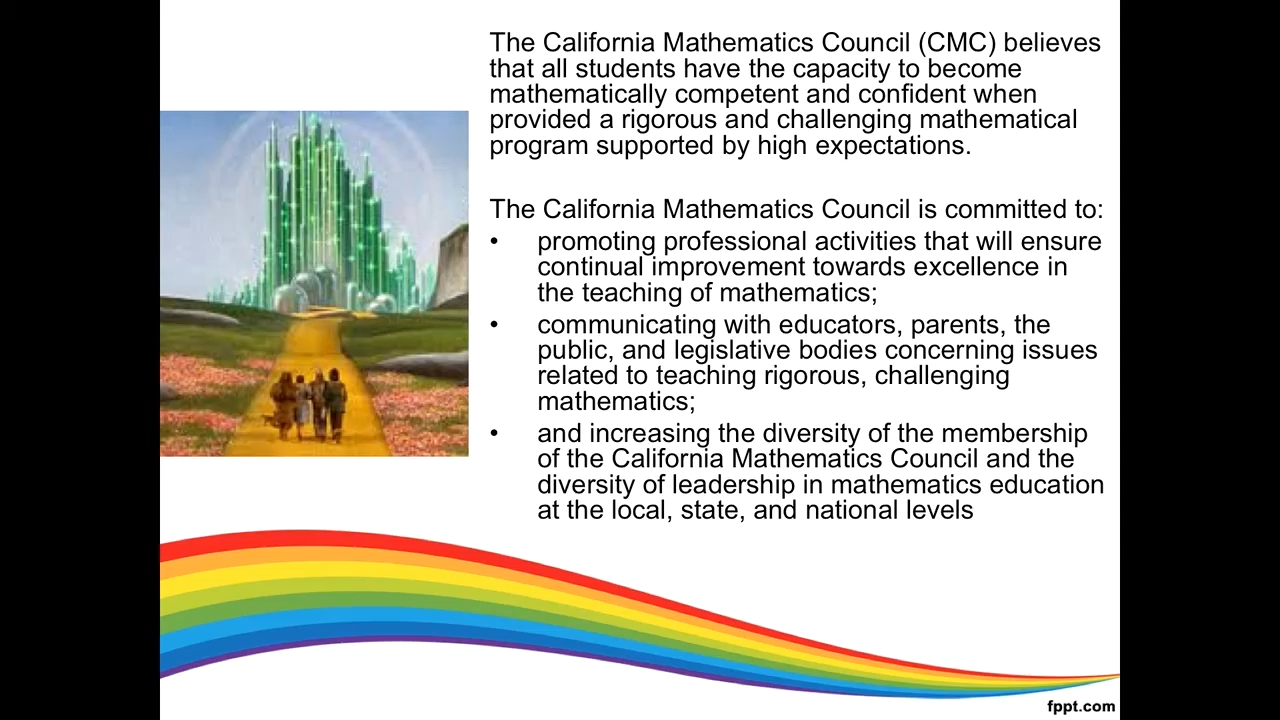 The California Mathematics Council (CMC) believes
that all students have the capacity to become
mathematically competent and confident when
provided a rigorous and challenging mathematical
program supported by high expectations.
The California Mathematics Council is committed to:
• promoting professional activities that will ensure
continual improvement towards excellence in
the teaching of mathematics;
• communicating with educators, parents, the
public, and legislative bodies concerning issues
related to teaching rigorous, challenging
mathematics;
• and increasing the diversity of the membership
of the California Mathematics Council and the
diversity of leadership in mathematics education
at the local, state, and national levels
fppt.com